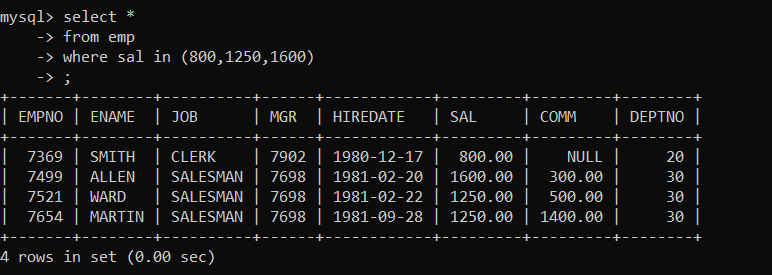 mysql> select *
    -> from emp
    -> where sal in (800,1250,1600)
    -> ;
+-------+--------+----------+------+------------+---------+---------+--------+
| EMPNO | ENAME  | JOB      | MGR  | HIREDATE   | SAL     | COMM    | DEPTNO |
+-------+--------+----------+------+------------+---------+---------+--------+
|  7369 | SMITH  | CLERK    | 7902 | 1980-12-17 |  800.00 |    NULL |     20 |
|  7499 | ALLEN  | SALESMAN | 7698 | 1981-02-20 | 1600.00 |  300.00 |     30 |
|  7521 | WARD   | SALESMAN | 7698 | 1981-02-22 | 1250.00 |  500.00 |     30 |
|  7654 | MARTIN | SALESMAN | 7698 | 1981-09-28 | 1250.00 | 1400.00 |     30 |
+-------+--------+----------+------+------------+---------+---------+--------+
4 rows in set (0.00 sec)